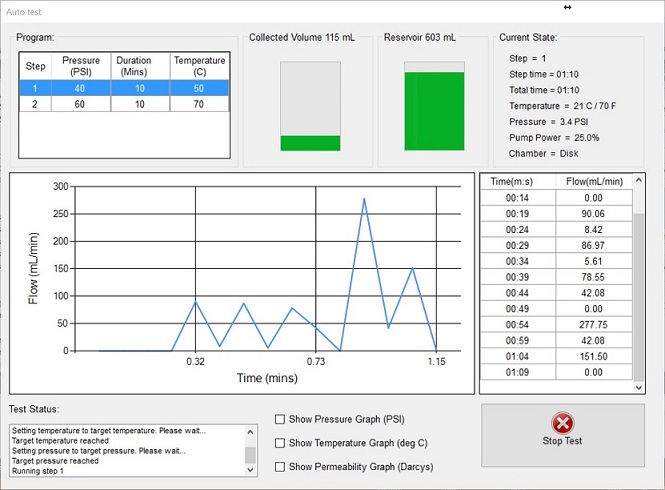 Auto test
Program:
Step Pressure (PSI) Duration (Mins) Temperature (C)
1 40 10 50
2 60 10 70
Collected Volume 115 mL
Reservoir 603 mL
Current State:
Step = 1
Step time = 01:10
Total time = 01:10
Temperature = 21 C / 70 F
Pressure = 3.4 PSI
Pump Power = 25.0%
Chamber = Disk
300
250
200
150
100
50
0
Flow (mL/min)
0.32 0.73 1.15
Time (mins)
Time(m:s) Flow(mL/min)
00:14 0.00
00:19 90.06
00:24 8.42
00:29 86.97
00:34 5.61
00:39 78.55
00:44 42.08
00:49 0.00
00:54 277.75
00:59 42.08
01:04 151.50
01:09 0.00
Test Status:
Setting temperature to target temperature. Please wait...
Target temperature reached
Setting pressure to target pressure. Please wait...
Target pressure reached
Running step 1
Show Pressure Graph (PSI)
Show Temperature Graph (deg C)
Show Permeability Graph (Darcys)
Stop Test